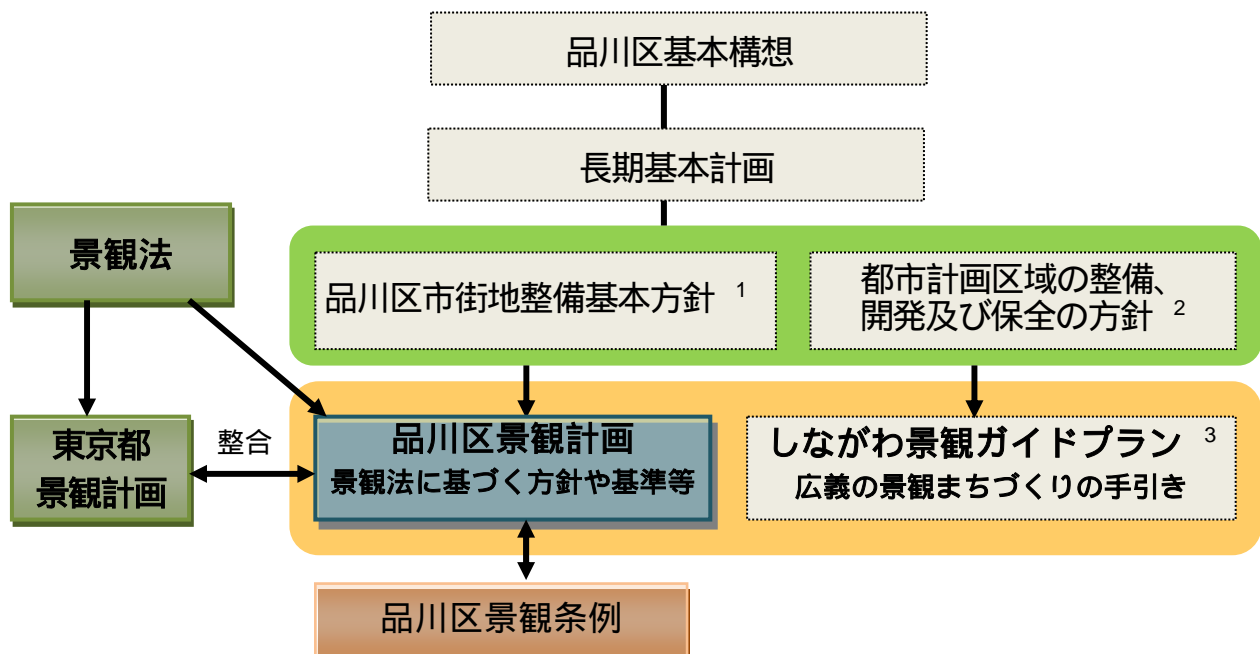 品川区基本構想
長期基本計画
景観法
品川区市街地整備基本方針 1
都市計画区域の整備、
開発及び保全の方針 2
東京都
景観計画
整合
品川区景観計画
景観法に基づく方針や基準等
しながわ景観ガイドプラン 3
広義の景観まちづくりの手引き
品川区景観条例